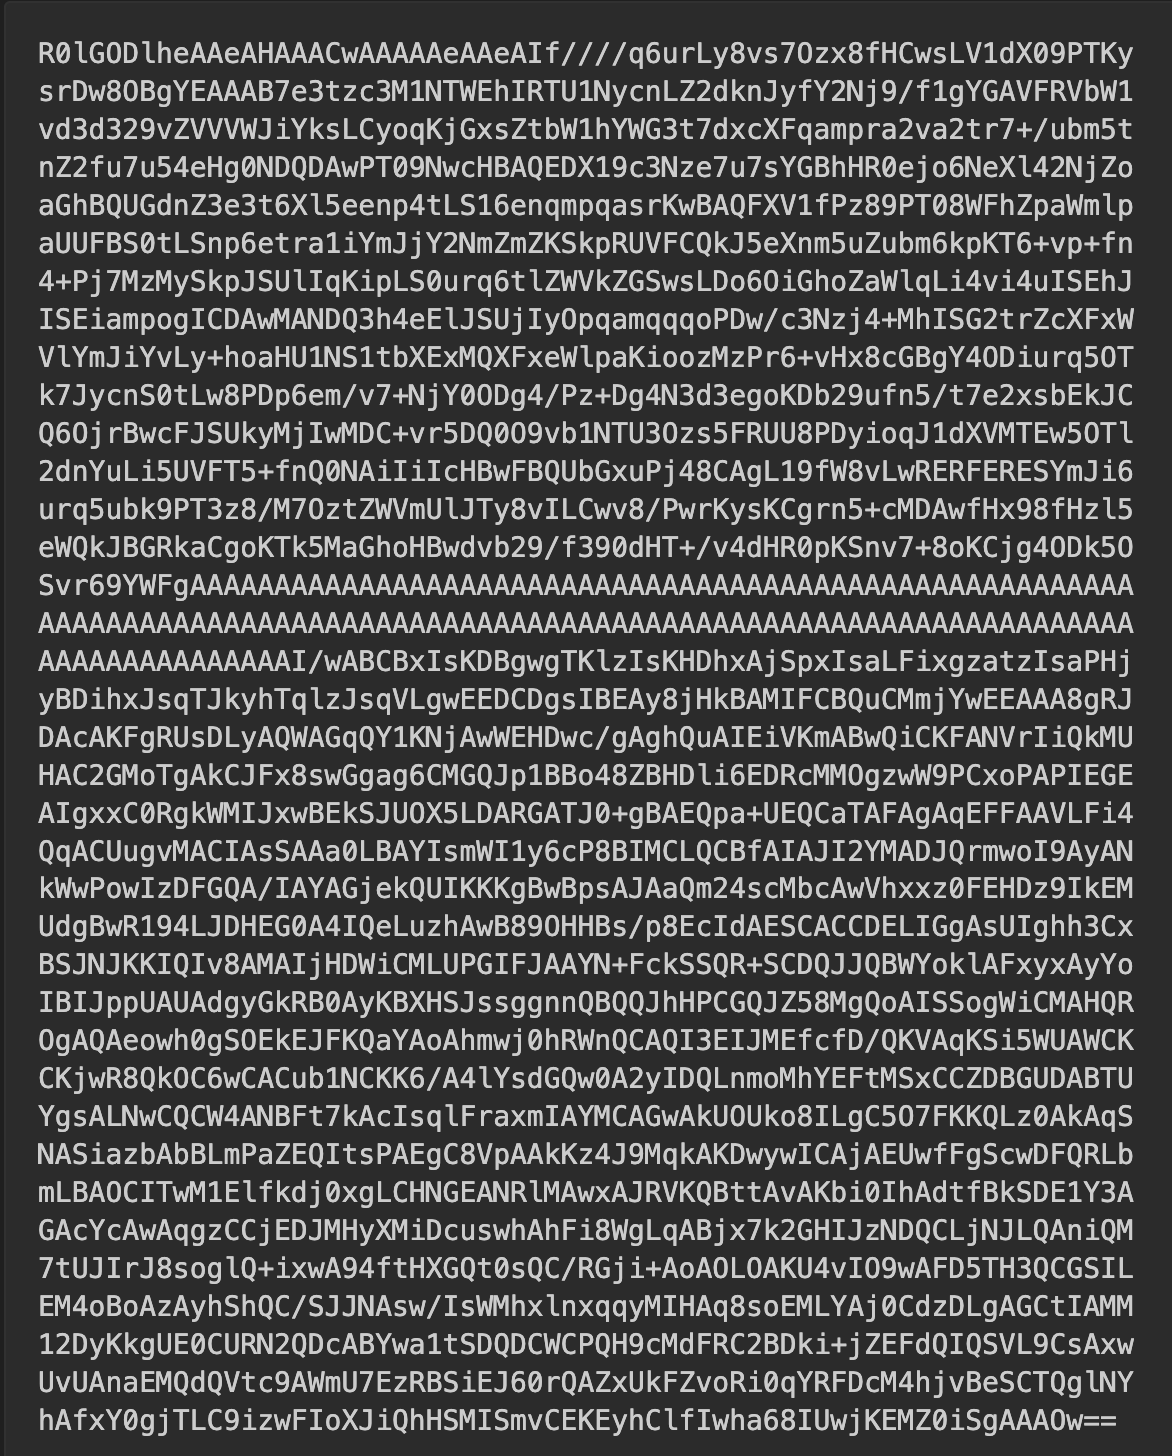 R0lGODlheAAeAHAAACwAAAAAeAAeAIf////q6urLy8vs7Ozx8fHCwsLV1dX09PTKy
srDw8OBgYEAAAB7e3tzc3M1NTWEhIRTU1NycnLZ2dknJyfY2Nj9/f1gYGAVFRVbW1
vd3d329vZVVVWJiYksLCyoqKjGxsZtbW1hYWG3t7dxcXFqampra2va2tr7+/ubm5t
nZ2fu7u54eHg0NDQDAwPT09NwcHBAQEDX19c3Nze7u7sYGBhHR0ejo6NeXl42NjZo
aGhBQUGdnZ3e3t6Xl5eenp4tLS16enqmpqasrKwBAQFXV1fPz89PT08WFhZpaWmlp
aUUFBS0tLSnp6etra1iYmJjY2NmZmZKSkpRUVFCQkJ5eXnm5uZubm6kpKT6+vp+fn
4+Pj7MzMySkpJSUlIqKipLS0urq6tlZWVkZGSwsLDo6OiGhoZaWlqLi4vi4uISEhJ
ISEiampogICDAwMANDQ3h4eElJSUjIyOpqamqqqoPDw/c3Nzj4+MhISG2trZcXFxW
VlYmJiYvLy+hoaHU1NS1tbXExMQXFxeWlpaKioozMzPr6+vHx8cGBgY4ODiurq5OT
k7JycnS0tLw8PDp6em/v7+NjY0ODg4/Pz+Dg4N3d3egoKDb29ufn5/t7e2xsbEkJC
Q6OjrBwcFJSUkyMjIwMDC+vr5DQ0O9vb1NTU3Ozs5FRUU8PDyioqJ1dXVMTEw5OTl
2dnYuLi5UVFT5+fnQ0NAiIiIcHBwFBQUbGxuPj48CAgL19fW8vLwRERFERESYmJi6
urq5ubk9PT3z8/M7OztZWVmUlJTy8vILCwv8/PwrKysKCgrn5+cMDAwfHx98fHzl5
eWQkJBGRkaCgoKTk5MaGhoHBwdvb29/f390dHT+/v4dHR0pKSnv7+8oKCjg4ODk5O
Svr69YWFgAAAAAAAAAAAAAAAAAAAAAAAAAAAAAAAAAAAAAAAAAAAAAAAAAAAAAAAA
AAAAAAAAAAAAAAAAAAAAAAAAAAAAAAAAAAAAAAAAAAAAAAAAAAAAAAAAAAAAAAAAA
AAAAAAAAAAAAAAAI/wABCBxIsKDBgwgTKlzIsKHDhxAjSpxIsaLFixgzatzIsaPHj
yBDihxJsqTJkyhTqlzJsqVLgwEEDCDgsIBEAy8jHkBAMIFCBQuCMmjYwEEAAA8gRJ
DAcAKFgRUsDLyAQWAGqQY1KNjAwWEHDwc/gAghQuAIEiVKmABwQiCKFANVrIiQkMU
HAC2GMoTgAkCJFx8swGgag6CMGQJp1BBo48ZBHDli6EDRcMMOgzwW9PCxoPAPIEGE
AIgxxC0RgkWMIJxwBEkSJUOX5LDARGATJ0+gBAEQpa+UEQCaTAFAgAqEFFAAVLFi4
QqACUugvMACIAsSAAa0LBAYIsmWI1y6cP8BIMCLQCBfAIAJI2YMADJQrmwoI9AyAN
kWwPowIzDFGQA/IAYAGjekQUIKKKgBwBpsAJAaQm24scMbcAwVhxxz0FEHDz9IkEM
UdgBwR194LJDHEG0A4IQeLuzhAwB89OHHBs/p8EcIdAESCACCDELIGgAsUIghh3Cx
BSJNJKKIQIv8AMAIjHDWiCMLUPGIFJAAYN+FckSSQR+SCDQJJQBWYoklAFxyxAyYo
IBIJppUAUAdgyGkRB0AyKBXHSJssggnnQBQQJhHPCGQJZ58MgQoAISSogWiCMAHQR
OgAQAeowh0gSOEkEJFKQaYAoAhmwj0hRWnQCAQI3EIJMEfcfD/QKVAqKSi5WUAWCK
CKjwR8QkOC6wCACub1NCKK6/A4lYsdGQw0A2yIDQLnmoMhYEFtMSxCCZDBGUDABTU
YgsALNwCQCW4ANBFt7kAcIsqlFraxmIAYMCAGwAkUOUko8ILgC5O7FKKQLz0AkAqS
NASiazbAbBLmPaZEQItsPAEgC8VpAAkKz4J9MqkAKDwywICAjAEUwfFgScwDFQRLb
mLBAOCITwM1Elfkdj0xgLCHNGEANRlMAwxAJRVKQBttAvAKbi0IhAdtfBkSDE1Y3A
GAcYcAwAqgzCCjEDJMHyXMiDcuswhAhFi8WgLqABjx7k2GHIJzNDQCLjNJLQAniQM
7tUJIrJ8soglQ+ixwA94ftHXGQt0sQC/RGji+AoAOLOAKU4vIO9wAFD5TH3QCGSIL
EM4oBoAzAyhShQC/SJJNAsw/IsWMhxlnxqqyMIHAq8soEMLYAj0CdzDLgAGCtIAMM
12DyKkgUE0CURN2QDcABYwa1tSDQDCWCPQH9cMdFRC2BDki+jZEFdQIQSVL9CsAxw
UvUAnaEMQdQVtc9AWmU7EzRBSiEJ60rQAZxUkFZvoRi0qYRFDcM4hjvBeSCTQglNY
hAfxY0gjTLC9izwFIoXJiQhHSMISmvCEKEyhClfIwha68IUwjKEMZ0iSgAAAOw==